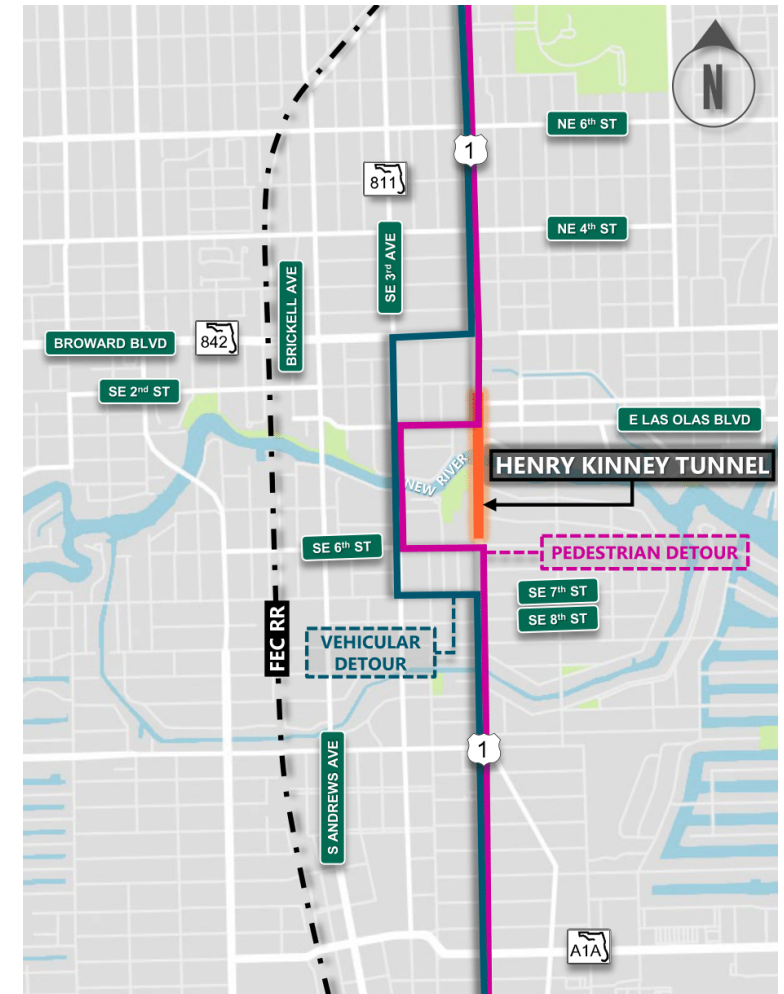 N
NE 6th ST
1
811
SE 3rd AVE
NE 4th ST
BRICKELL AVE
BROWARD BLVD
842
SE 2nd ST
E LAS OLAS BLVD
HENRY KINNEY TUNNEL
NEW RIVER
SE 6th ST
PEDESTRIAN DETOUR
SE 7th ST
SE 8th ST
FEC RR
VEHICULAR
DETOUR
1
S ANDREWS AVE
A1A